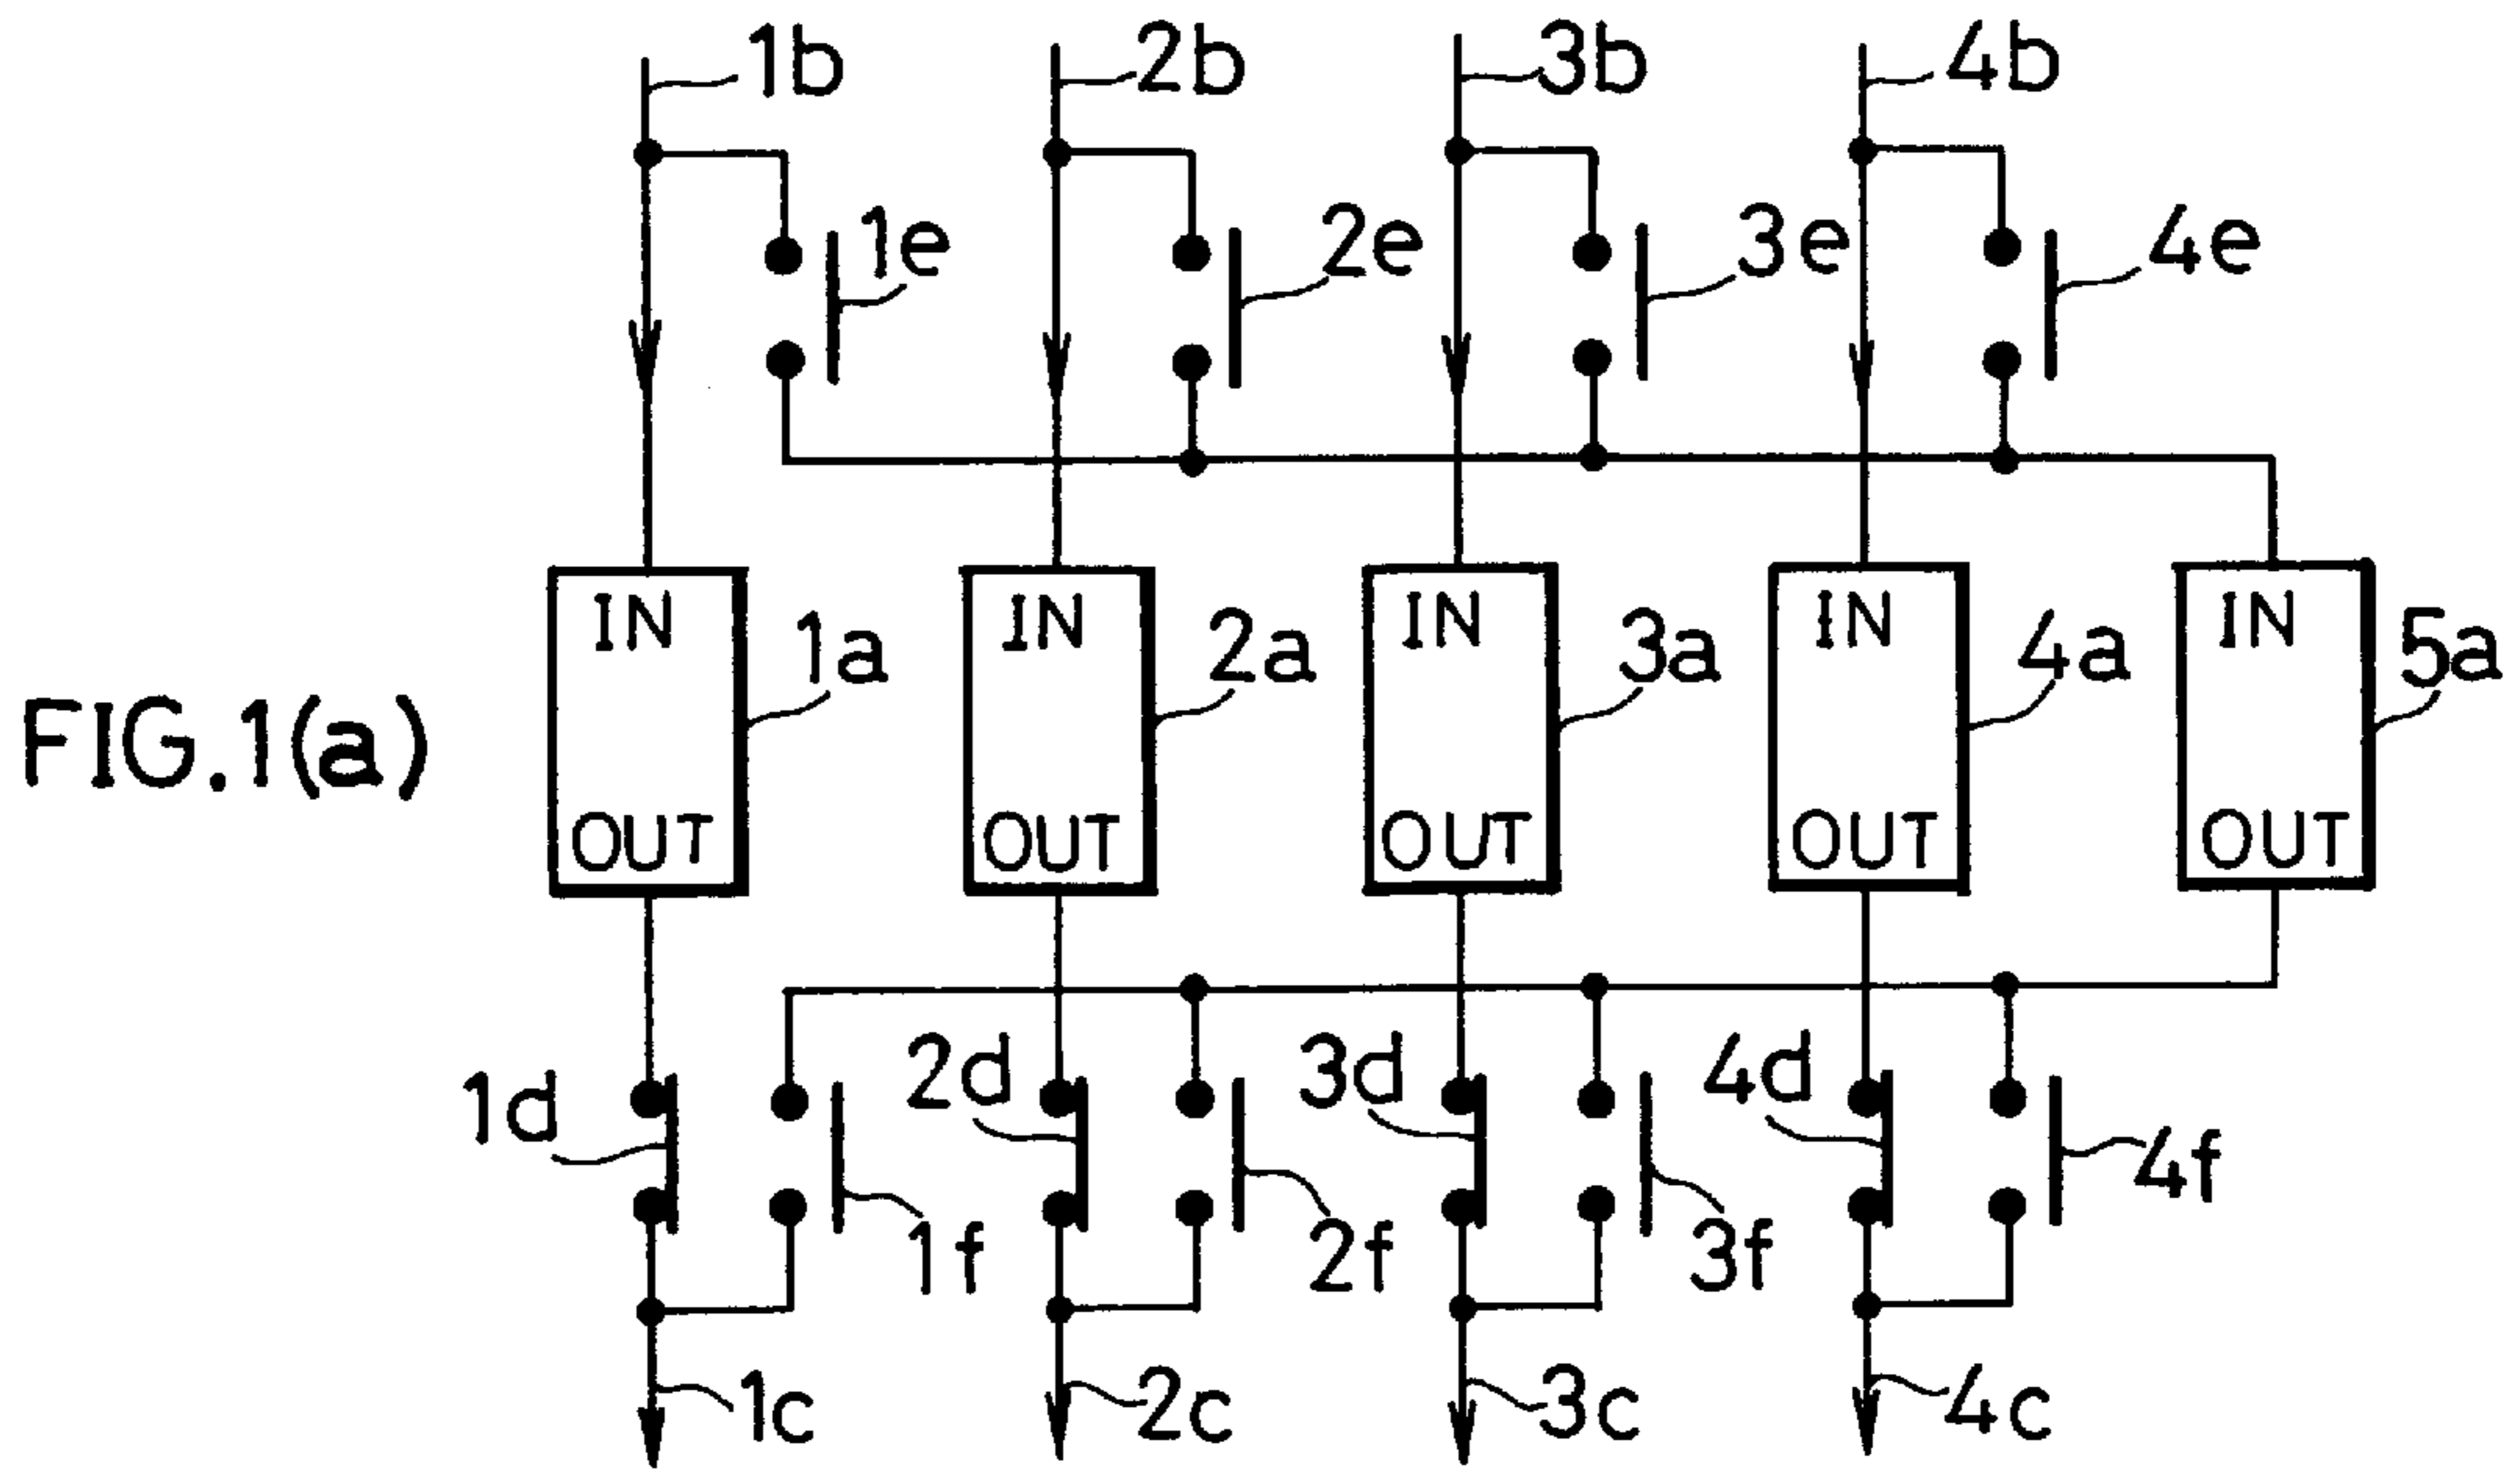 1b 2b 3b 4b
1e 2e 3e 4e
IN IN IN IN IN
1a 2a 3a 4a 5a
FIG.1(a)
OUT OUT OUT OUT OUT
1d 2d 3d 4d
1f 2f 3f 4f
1c 2c 3c 4c